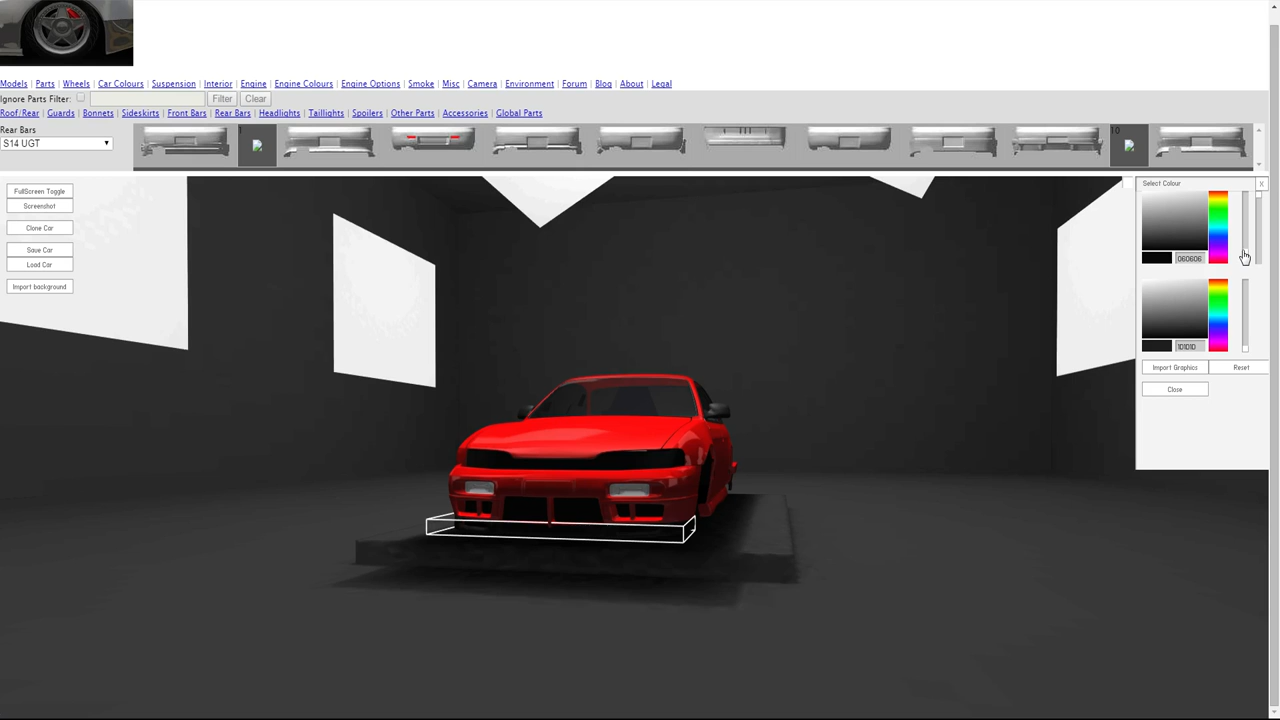 Models | Parts | Wheels | Car Colours | Suspension | Interior | Engine | Engine Colours | Engine Options | Smoke | Misc | Camera | Environment | Forum | Blog | About | Legal
Ignore Parts Filter: Filter Clear
Roof/Rear | Guards | Bonnets | Sideskirts | Front Bars | Rear Bars | Headlights | Taillights | Spoilers | Other Parts | Accessories | Global Parts
Rear Bars
1 10
S14 UGT
FullScreen Toggle
Screenshot
Clone Car
Save Car
Load Car
Import background
Select Colour X
060606
101010
Import Graphics Reset
Close